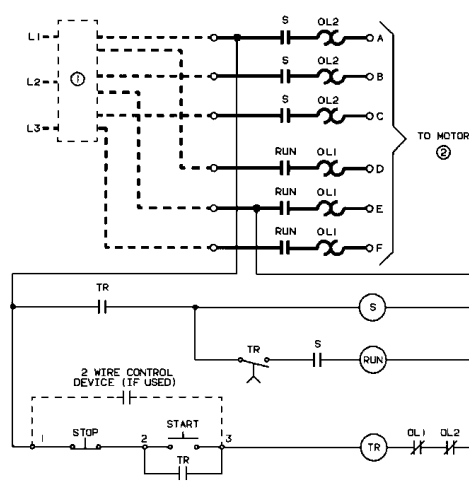 S OL2
L1 A
S OL2
L2 1 B
S OL2
L3 C
RUN OL1
TO MOTOR
D 2
RUN OL1
E
RUN OL1
F
TR
S
TR S
RUN
2 WIRE CONTROL
DEVICE (IF USED)
STOP START OL1 OL2
1 2 3
TR
TR